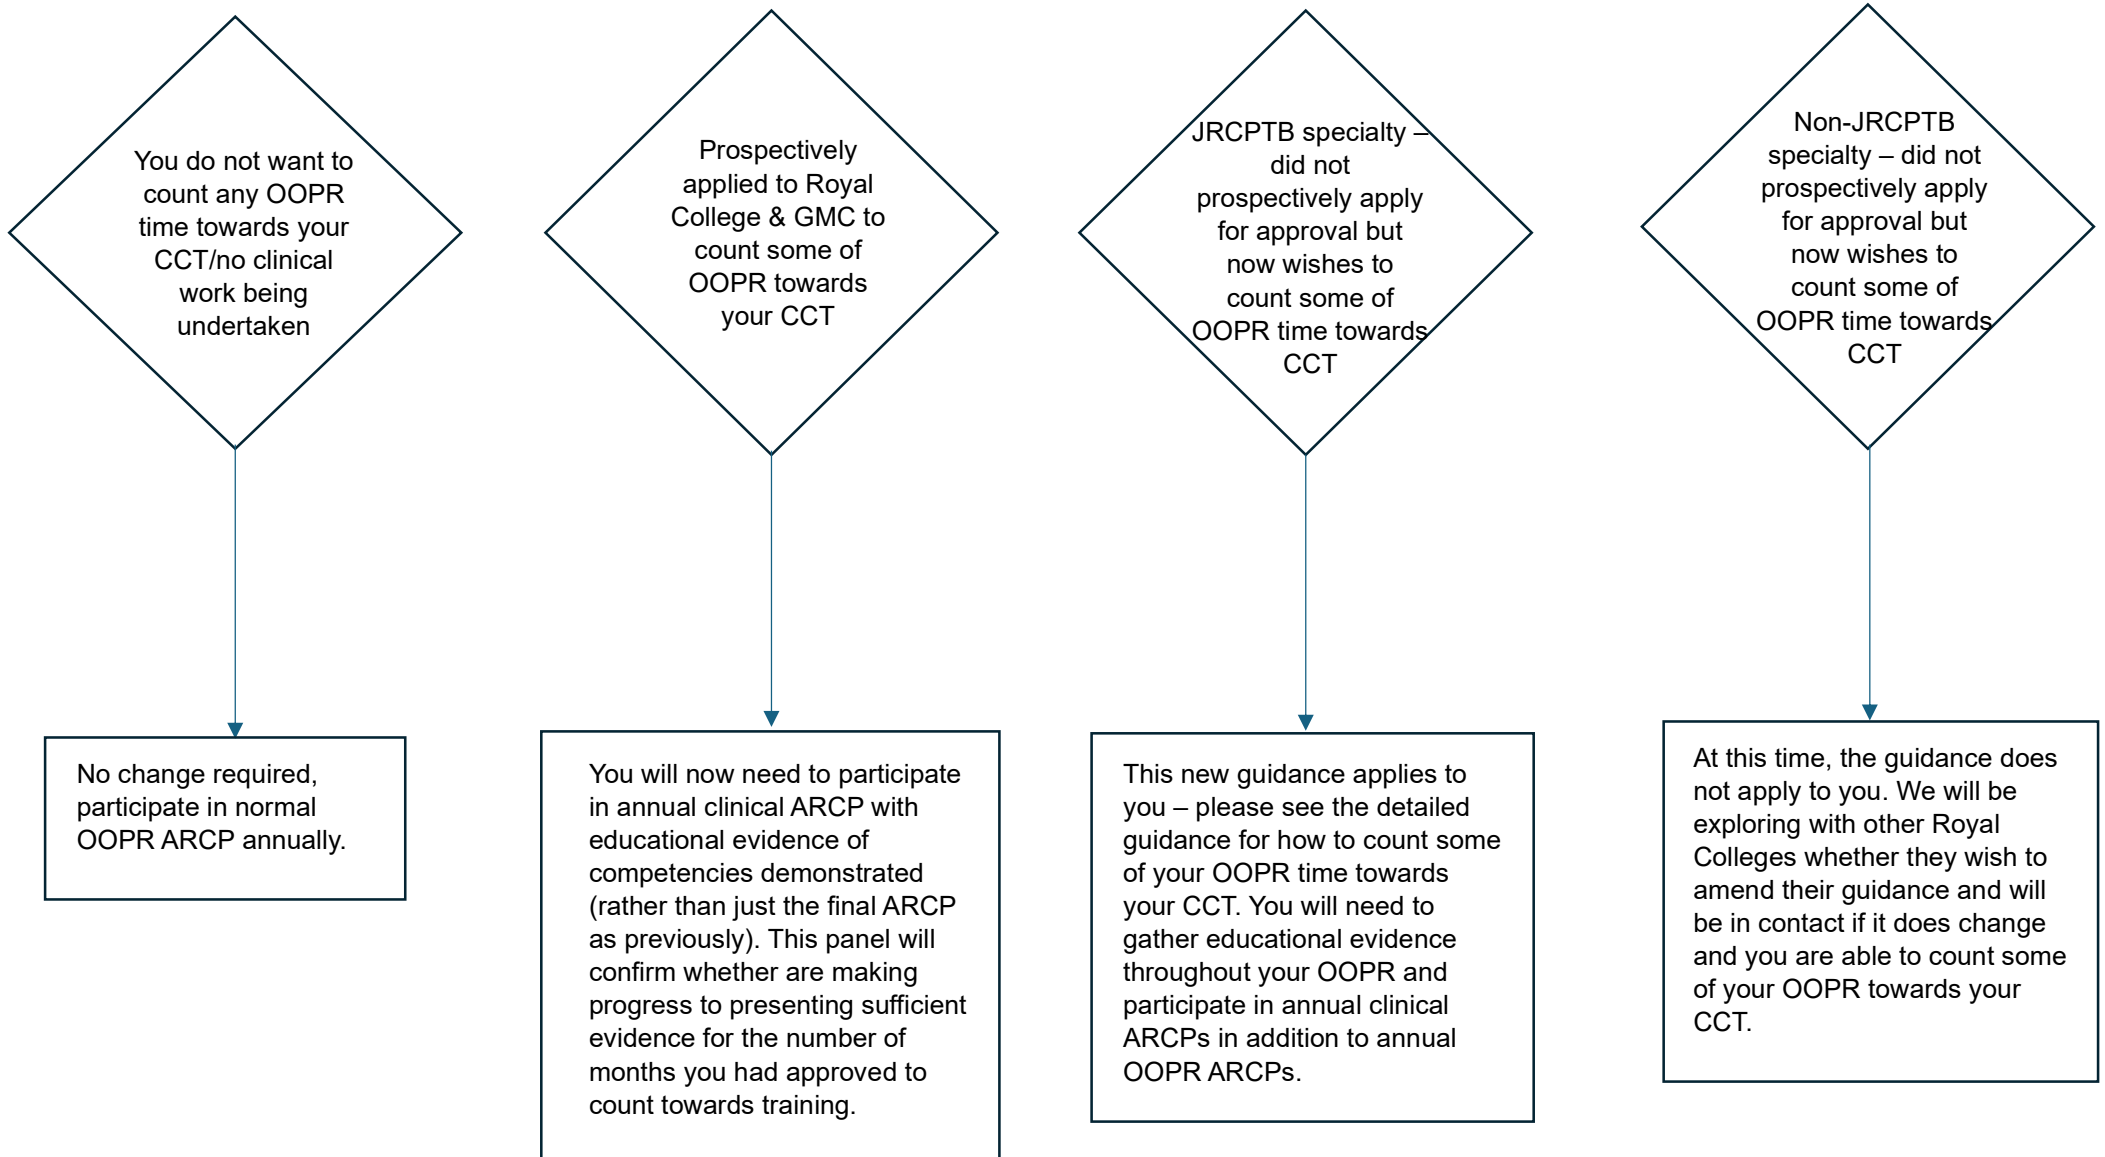 You do not want to
count any OOPR
time towards your
CCT/no clinical
work being
undertaken
Prospectively
applied to Royal
College & GMC to
count some of
OOPR towards
your CCT
JRCPTB specialty –
did not
prospectively apply
for approval but
now wishes to
count some of
OOPR time towards
CCT
Non-JRCPTB
specialty – did not
prospectively apply
for approval but
now wishes to
count some of
OOPR time towards
CCT
No change required,
participate in normal
OOPR ARCP annually.
You will now need to participate
in annual clinical ARCP with
educational evidence of
competencies demonstrated
(rather than just the final ARCP
as previously). This panel will
confirm whether are making
progress to presenting sufficient
evidence for the number of
months you had approved to
count towards training.
This new guidance applies to
you – please see the detailed
guidance for how to count some
of your OOPR time towards
your CCT. You will need to
gather educational evidence
throughout your OOPR and
participate in annual clinical
ARCPs in addition to annual
OOPR ARCPs.
At this time, the guidance does
not apply to you. We will be
exploring with other Royal
Colleges whether they wish to
amend their guidance and will
be in contact if it does change
and you are able to count some
of your OOPR towards your
CCT.